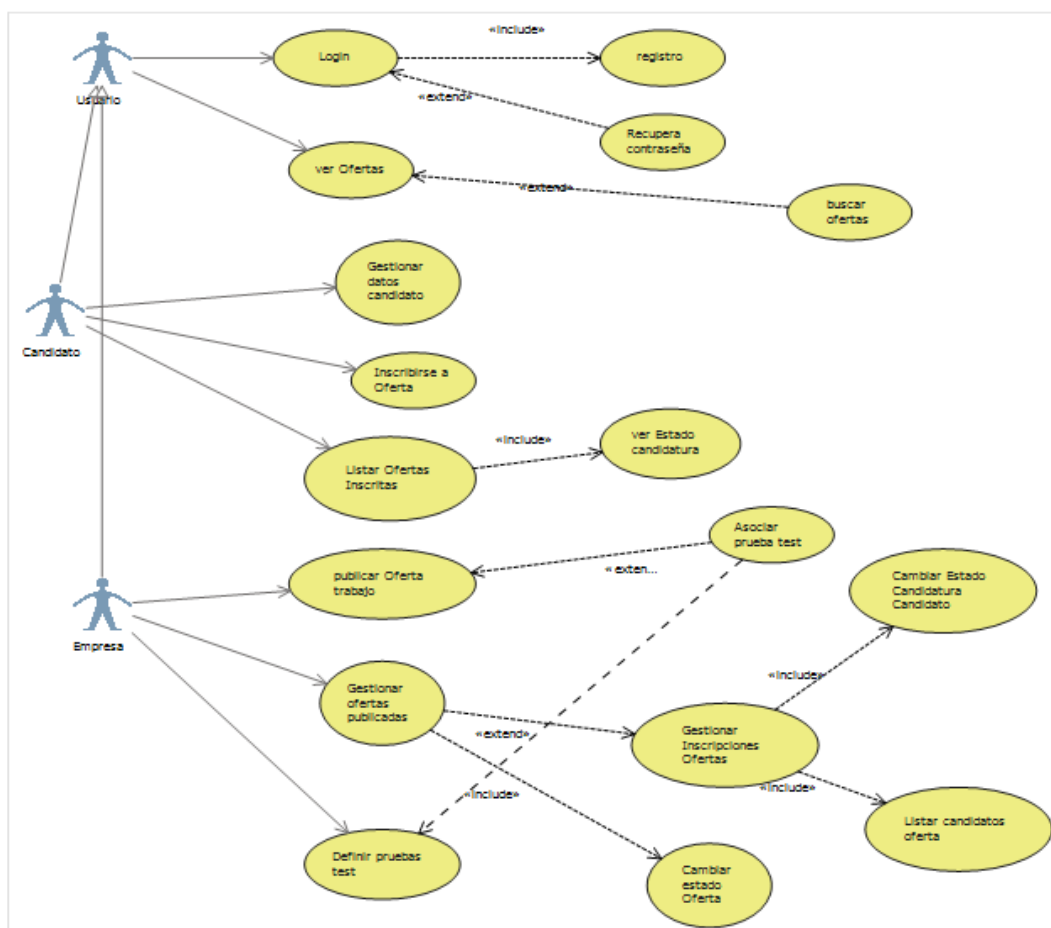 «include»
Login
registro
«extend»
Usuario
Recupera
contraseña
ver Ofertas
«extend»
buscar
ofertas
Gestionar
datos
candidato
Candidato
Inscribirse a
Oferta
«include»
ver Estado
candidatura
Listar Ofertas
Inscritas
Asociar
prueba test
publicar Oferta
trabajo
« exten...
Cambiar Estado
Candidatura
Candidato
Empresa
«include»
Gestionar
ofertas
publicadas
«extend»
Gestionar
Inscripciones
Ofertas
«include»
«include»
Listar candidatos
oferta
Definir pruebas
test
Cambiar
estado
Oferta